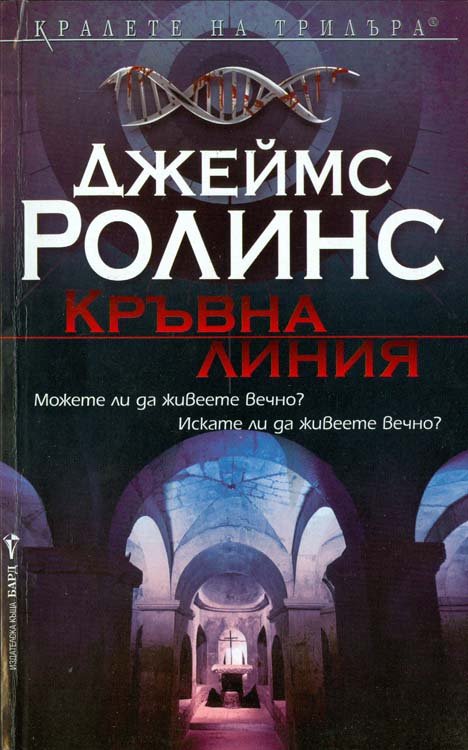 КРАЛЕТЕ НА ТРИЛЪРА®
ДЖЕЙМС
РОЛИНС
КРЪВНА
ЛИНИЯ
Можете ли да живеете вечно?
Искате ли да живеете вечно?
ИЗДАТЕЛСКА КЪЩА БАРД